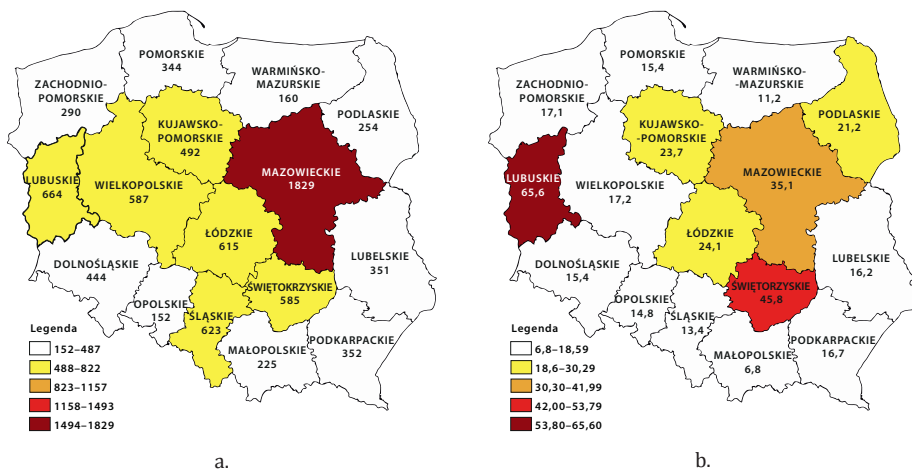 POMORSKIE
344
ZACHODNIO-
POMORSKIE
290
WARMIŃSKO-
MAZURSKIE
160
PODLASKIE
254
KUJAWSKO-
POMORSKIE
492
LUBUSKIE
664
WIELKOPOLSKIE
587
MAZOWIECKIE
1829
ŁÓDZKIE
615
DOLNOŚLĄSKIE
444
LUBELSKIE
351
OPOLSKIE
152
ŚLĄSKIE
623
ŚWIĘTOKRZYSKIE
585
MAŁOPOLSKIE
225
PODKARPACKIE
352
Legenda
152–487
488–822
823–1157
1158–1493
1494–1829
a.
POMORSKIE
15,4
ZACHODNIO-
POMORSKIE
17,1
WARMIŃSKO-
-MAZURSKIE
11,2
PODLASKIE
21,2
KUJAWSKO-
-POMORSKIE
23,7
LUBUSKIE
65,6
WIELKOPOLSKIE
17,2
MAZOWIECKIE
35,1
ŁÓDZKIE
24,1
DOLNOŚLĄSKIE
15,4
LUBELSKIE
16,2
OPOLSKIE
14,8
ŚLĄSKIE
13,4
ŚWIĘTORZYSKIE
45,8
MAŁOPOLSKIE
6,8
PODKARPACKIE
16,7
Legenda
6,8–18,59
18,6–30,29
30,30–41,99
42,00–53,79
53,80–65,60
b.